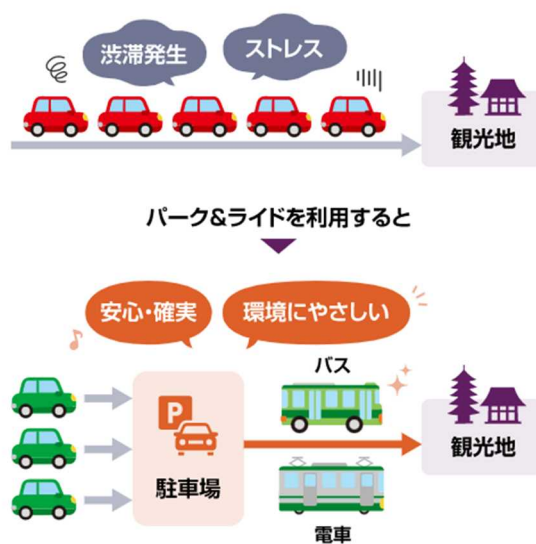 渋滞発生
ストレス
観光地
パーク&ライドを利用すると
安心・確実
環境にやさしい
バス
P
駐車場
観光地
電車